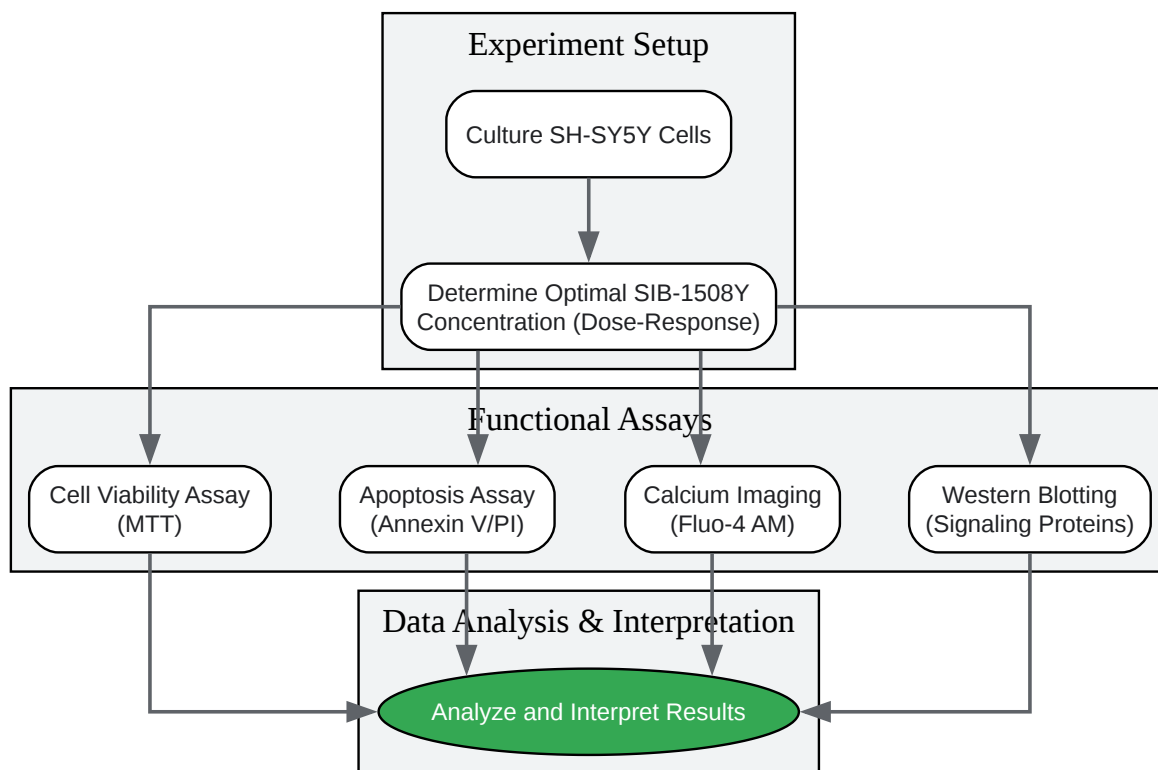 Experiment Setup
Culture SH-SY5Y Cells
Determine Optimal SIB-1508Y
Concentration (Dose-Response)
Functional Assays
Cell Viability Assay
(MTT)
Apoptosis Assay
(Annexin V/PI)
Calcium Imaging
(Fluo-4 AM)
Western Blotting
(Signaling Proteins)
Data Analysis & Interpretation
Analyze and Interpret Results